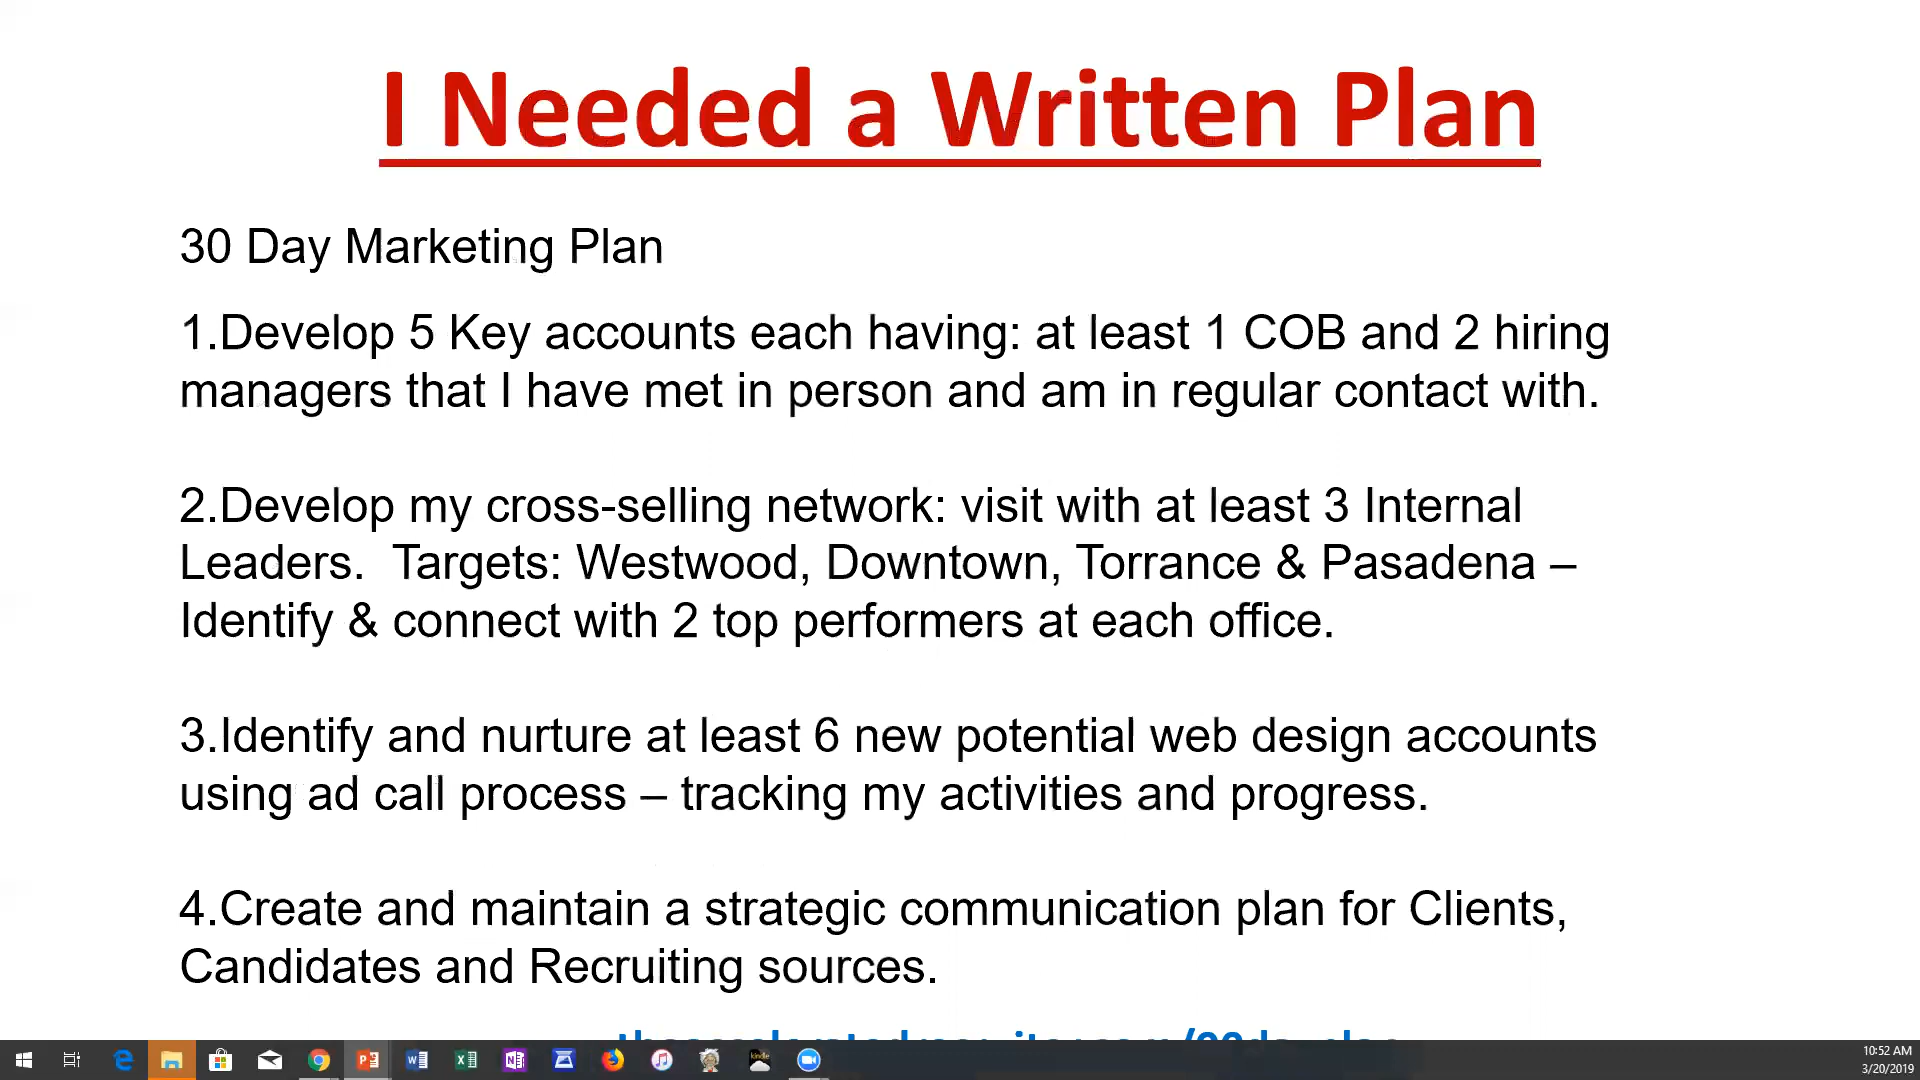 I Needed a Written Plan
30 Day Marketing Plan
1.Develop 5 Key accounts each having: at least 1 COB and 2 hiring
managers that I have met in person and am in regular contact with.
2.Develop my cross-selling network: visit with at least 3 Internal
Leaders.  Targets: Westwood, Downtown, Torrance & Pasadena –
Identify & connect with 2 top performers at each office.
3.Identify and nurture at least 6 new potential web design accounts
using ad call process – tracking my activities and progress.
4.Create and maintain a strategic communication plan for Clients,
Candidates and Recruiting sources.
kindle
10:52 AM
3/20/2019